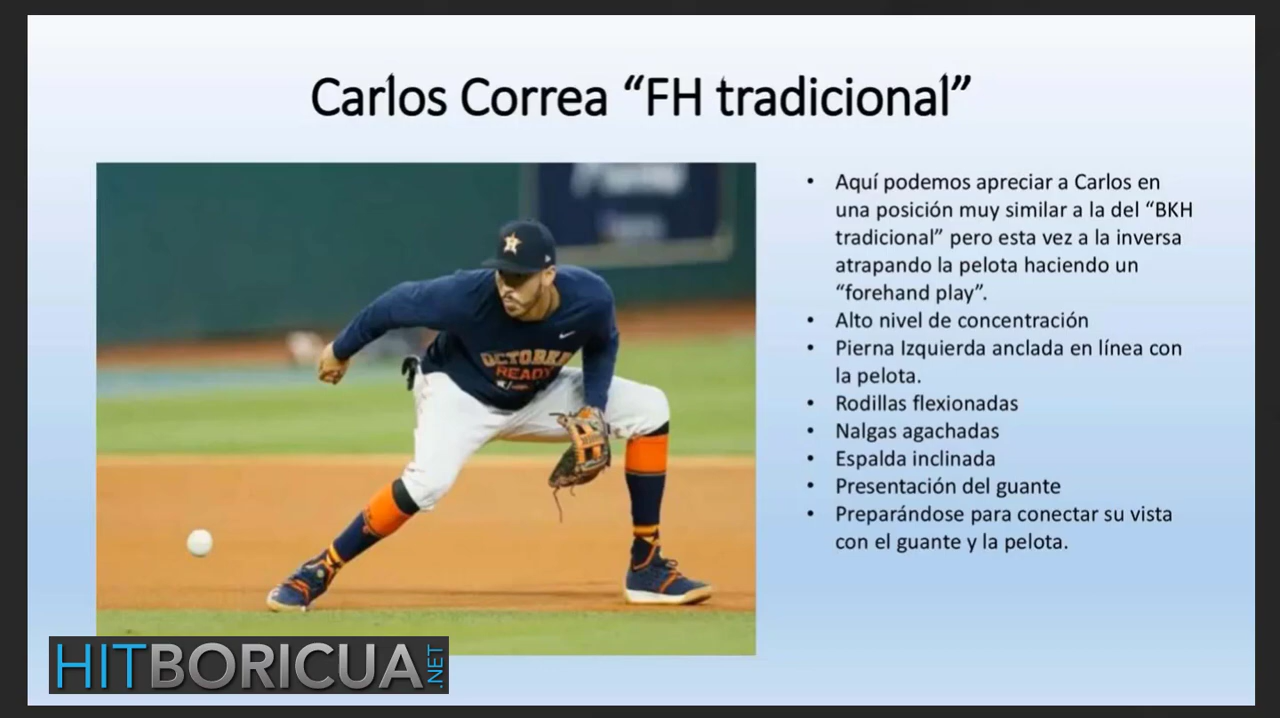 Carlos Correa “FH tradicional”
• Aquí podemos apreciar a Carlos en
una posición muy similar a la del “BKH
tradicional” pero esta vez a la inversa
atrapando la pelota haciendo un
“forehand play”.
• Alto nivel de concentración
• Pierna Izquierda anclada en línea con
la pelota.
• Rodillas flexionadas
• Nalgas agachadas
• Espalda inclinada
• Presentación del guante
• Preparándose para conectar su vista
con el guante y la pelota.
OCTOBER
READY
HITBORICUA.NET